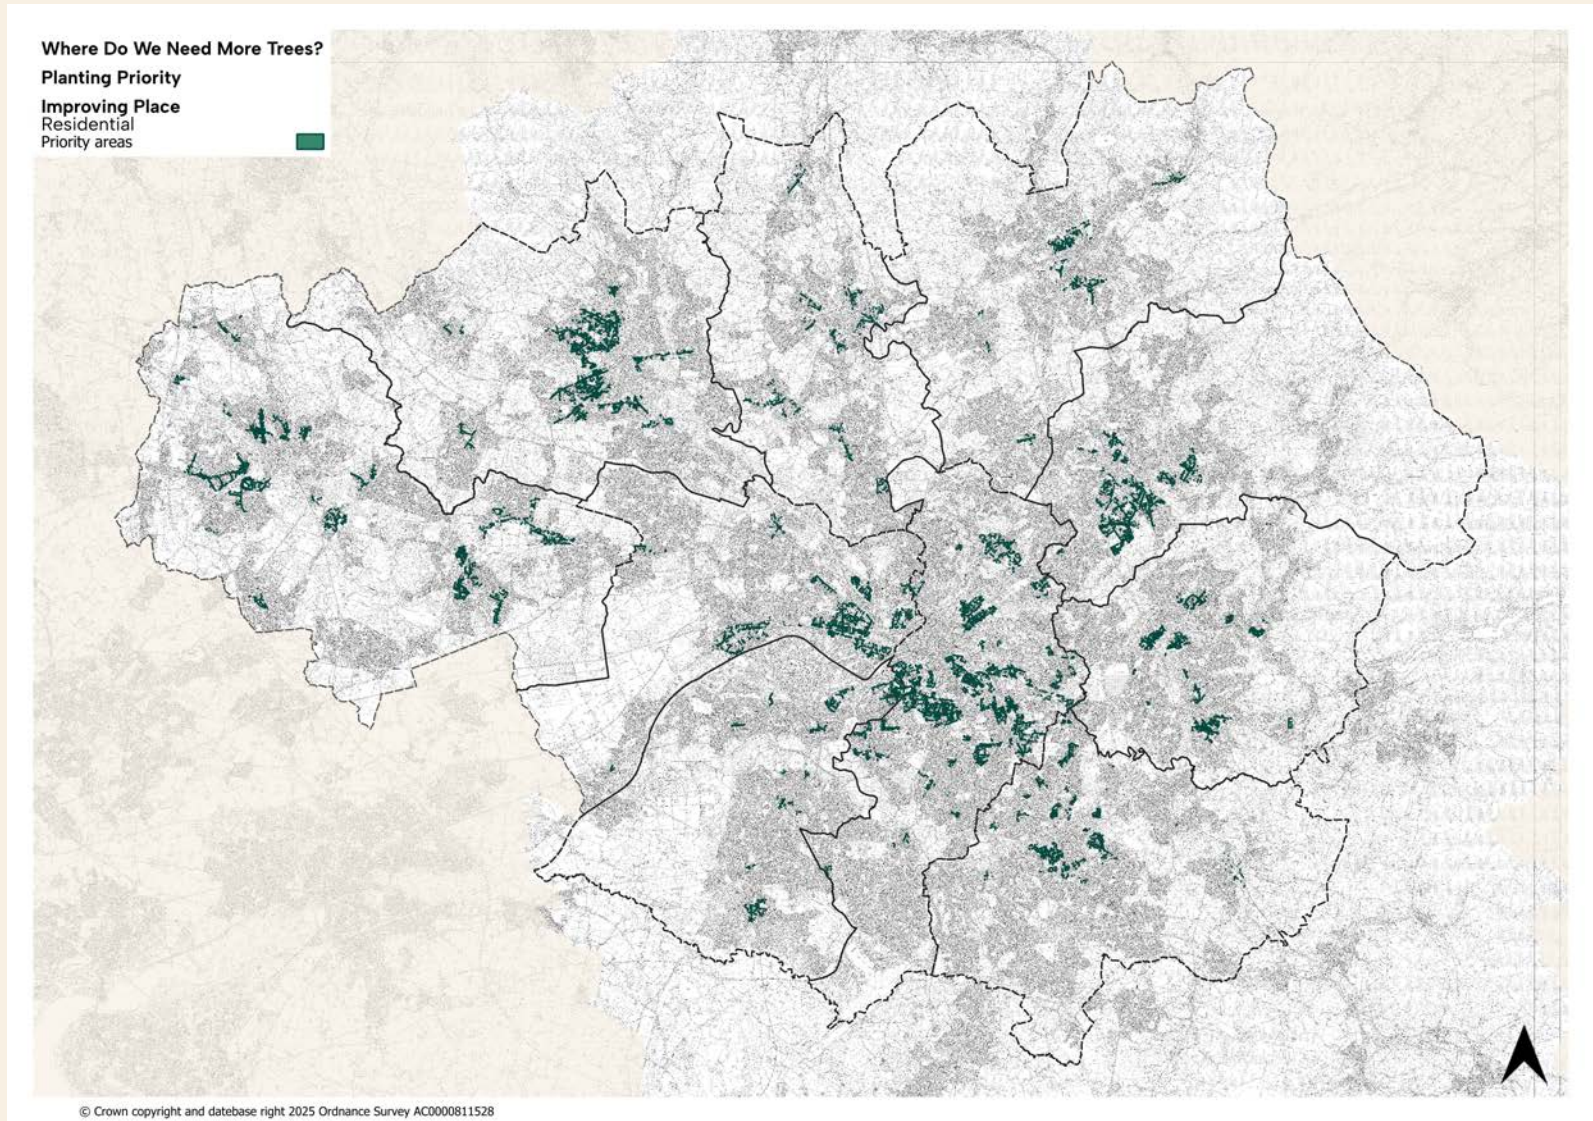 Where Do We Need More Trees?
Planting Priority
Improving Place
Residential
Priority areas
© Crown copyright and datebase right 2025 Ordnance Survey AC0000811528